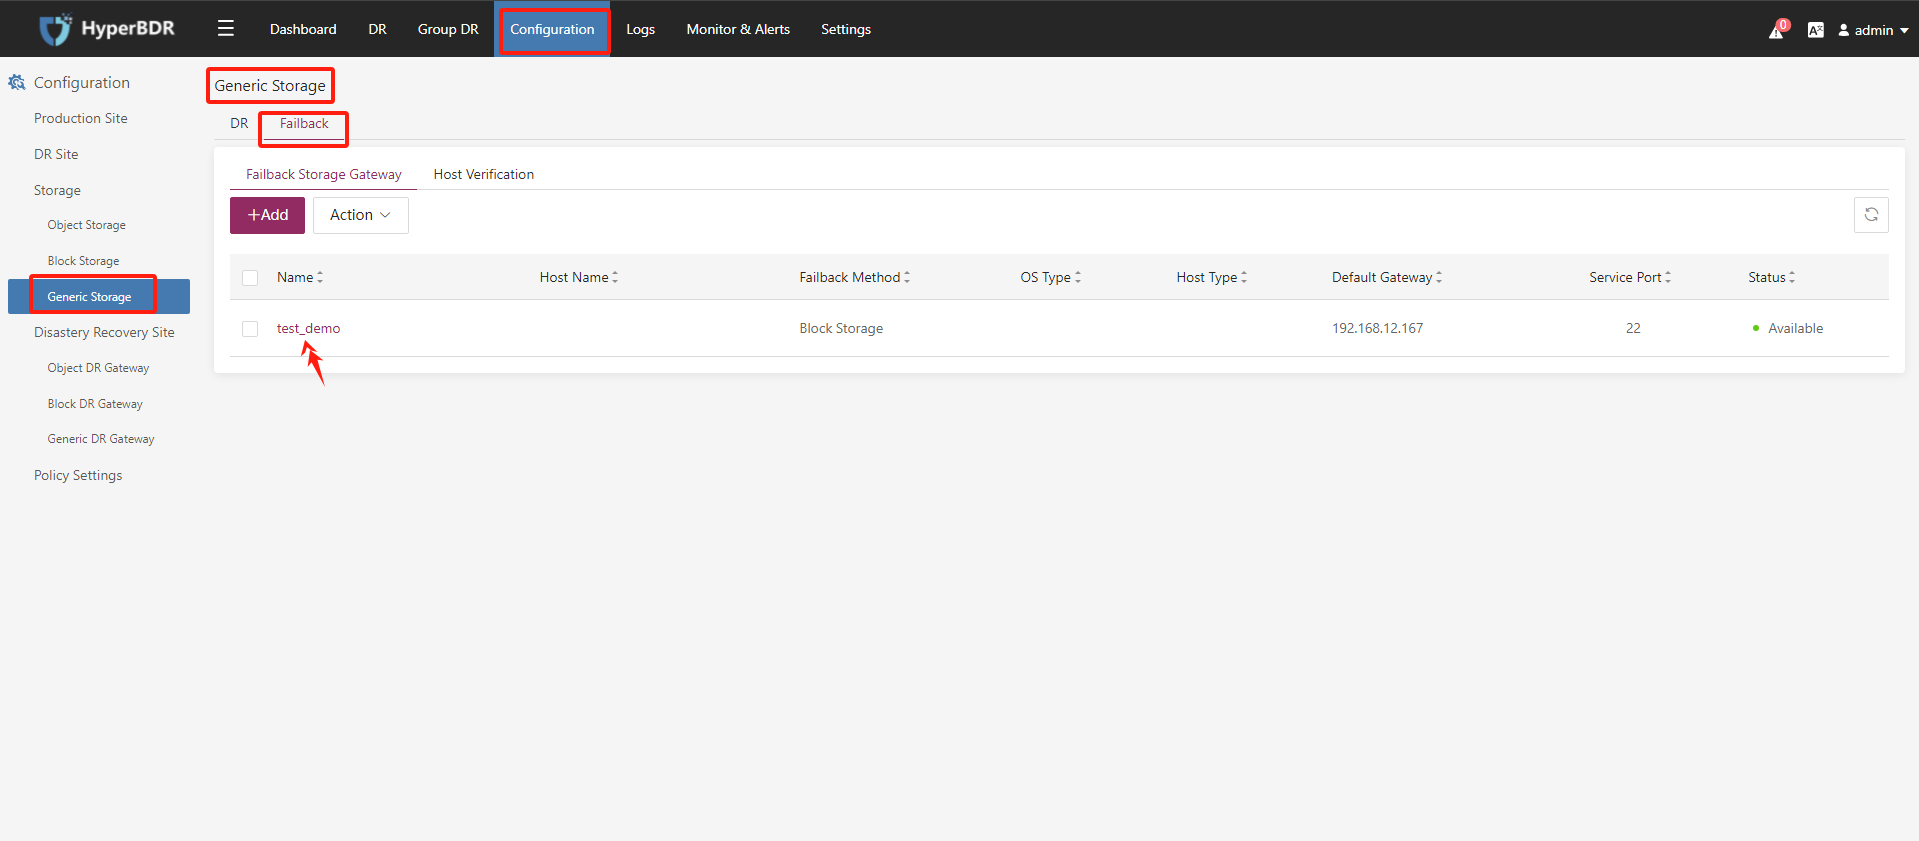 HyperBDR Dashboard DR Group DR Configuration Logs Monitor & Alerts Settings 0 A admin
Configuration
Production Site
DR Site
Storage
Object Storage
Block Storage
Generic Storage
Disastery Recovery Site
Object DR Gateway
Block DR Gateway
Generic DR Gateway
Policy Settings
Generic Storage
DR Failback
Failback Storage Gateway Host Verification
+Add Action
Name Host Name Failback Method OS Type Host Type Default Gateway Service Port Status
test_demo Block Storage 192.168.12.167 22 Available